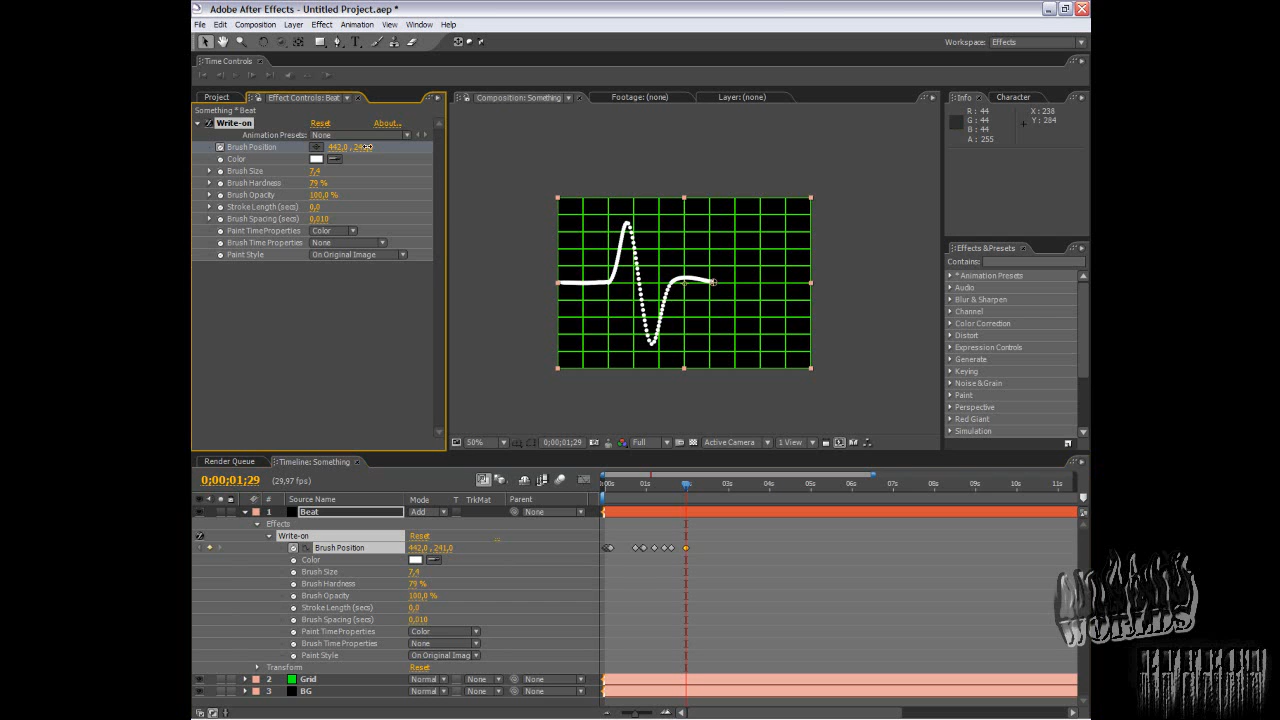 Adobe After Effects - Untitled Project.aep *
File Edit Composition Layer Effect Animation View Window Help
Workspace: Effects
Time Controls
Project Effect Controls: Beat Composition: Something Footage: (none) Layer: (none) Info Character
Something * Beat
Write-on Reset About...
Animation Presets: None
Brush Position 442,0
Color
Brush Size 7,4
Brush Hardness 79 %
Brush Opacity 100,0 %
Stroke Length (secs) 0,0
Brush Spacing (secs) 0,010
Paint Time Properties Color
Brush Time Properties None
Paint Style On Original Image
R : 44 X : 238
G : 44 Y : 284
B : 44
A : 255
Effects & Presets
Contains:
* Animation Presets
Audio
Blur & Sharpen
Channel
Color Correction
Distort
Expression Controls
Generate
Keying
Noise & Grain
Paint
Perspective
Red Giant
Simulation
50% 0;00;01;29 Full Active Camera 1 View
Render Queue Timeline: Something
0;00;01;29 (29,97 fps)
01s 02s 03s 04s 05s 06s 07s 08s 09s 10s 11s
# Source Name Mode T TrkMat Parent
1 Beat Add None
Effects
Write-on Reset
Brush Position 442,0 , 241,0
Color
Brush Size 7,4
Brush Hardness 79 %
Brush Opacity 100,0 %
Stroke Length (secs) 0,0
Brush Spacing (secs) 0,010
Paint Time Properties Color
Brush Time Properties None
Paint Style On Original Imag
Transform Reset
2 Grid Normal None None
3 BG Normal None None
WORLDS